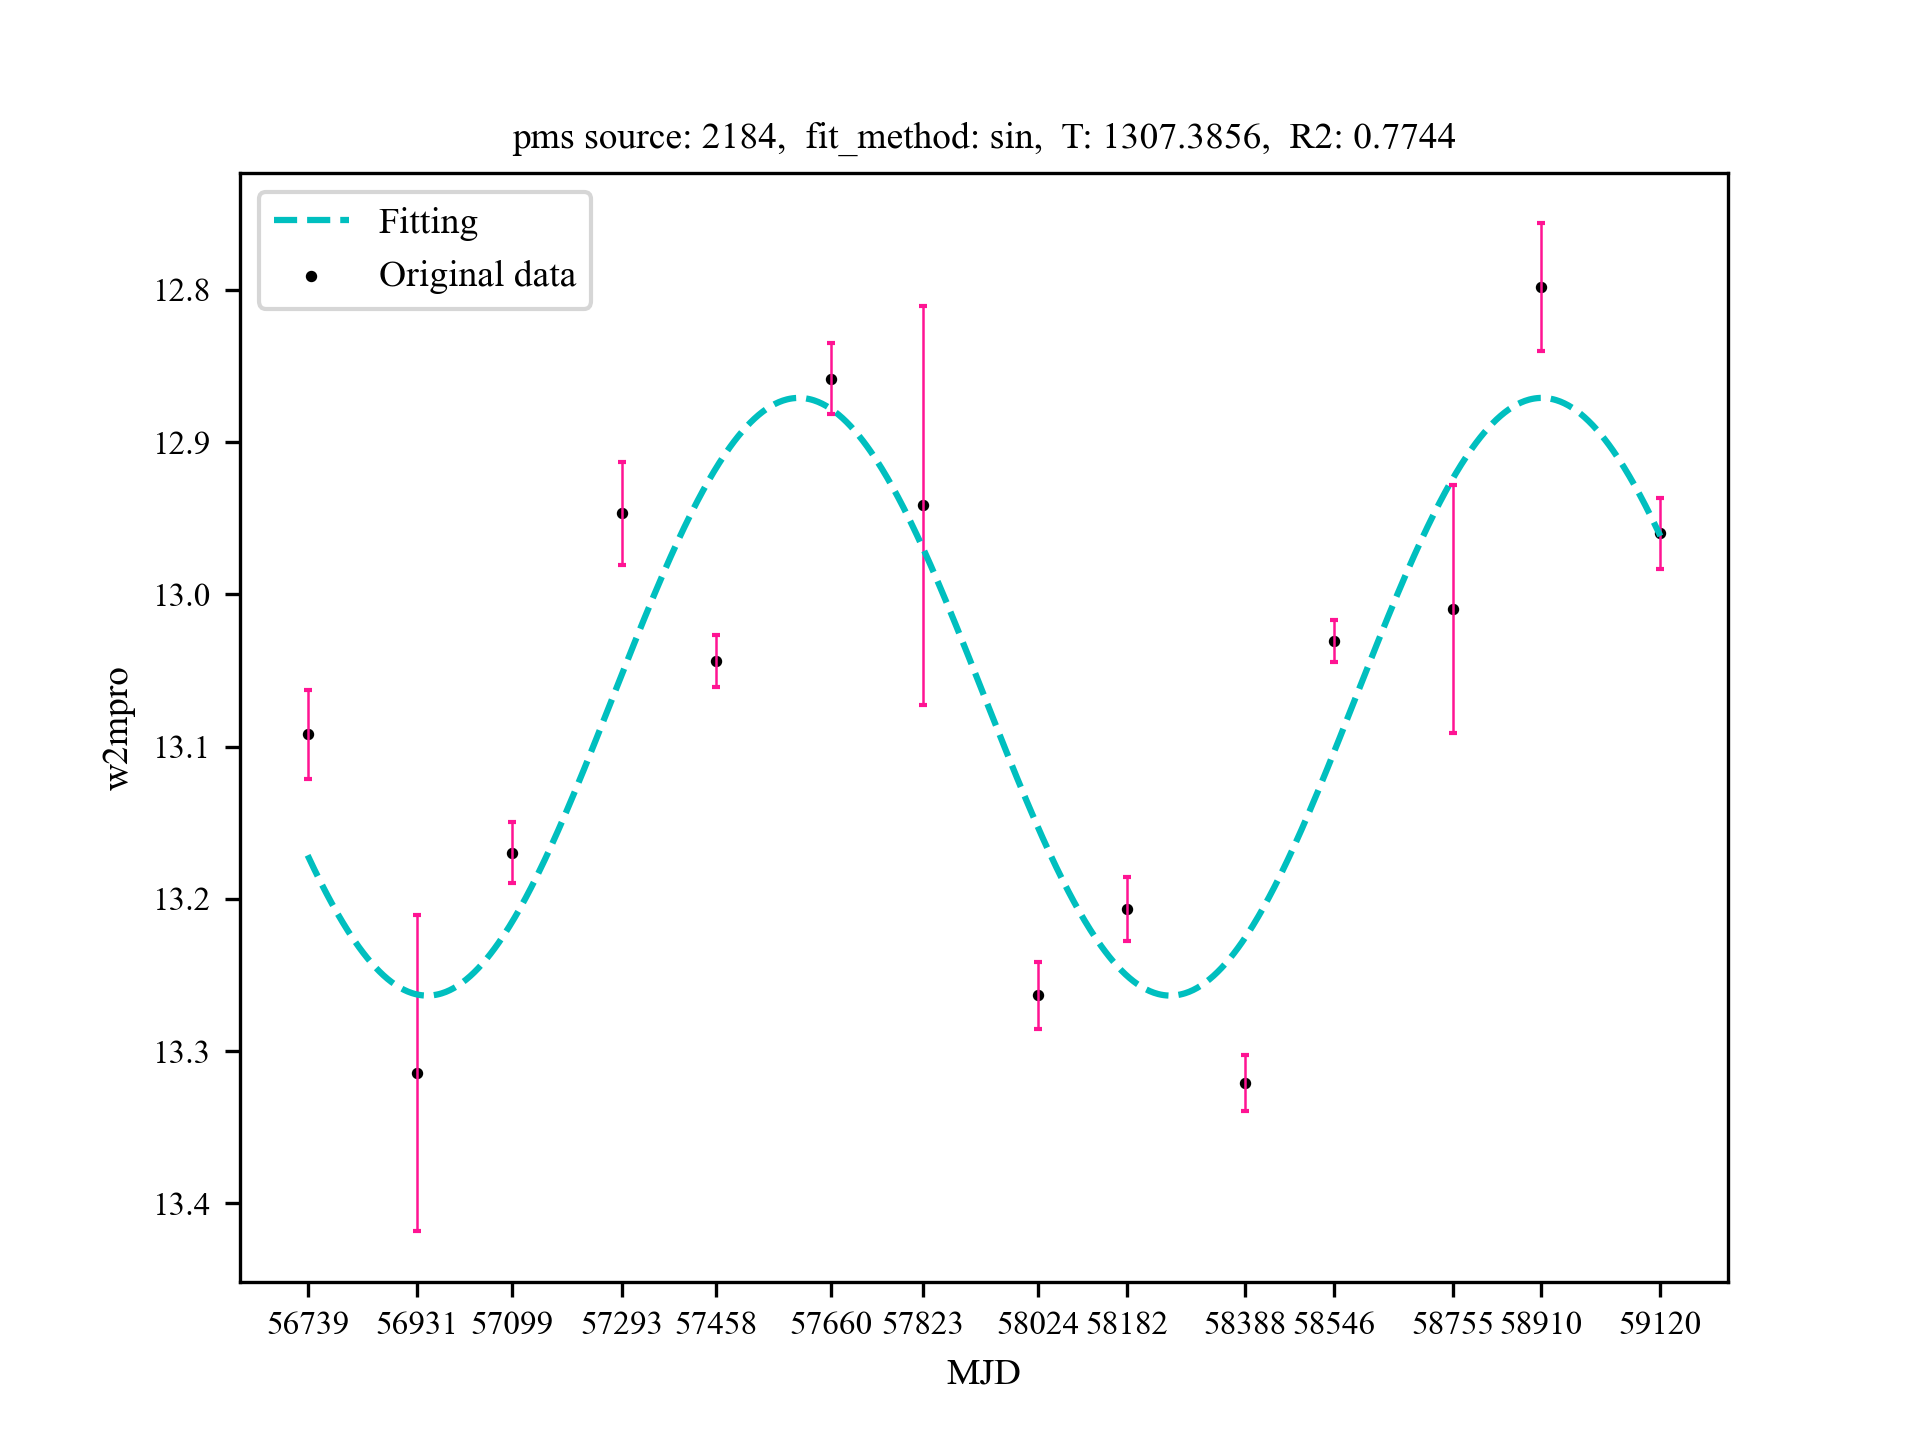 pms source: 2184,  fit_method: sin,  T: 1307.3856,  R2: 0.7744
Fitting
Original data
12.8
12.9
13.0
13.1
13.2
13.3
13.4
w2mpro
56739 56931 57099 57293 57458 57660 57823 58024 58182 58388 58546 58755 58910 59120
MJD